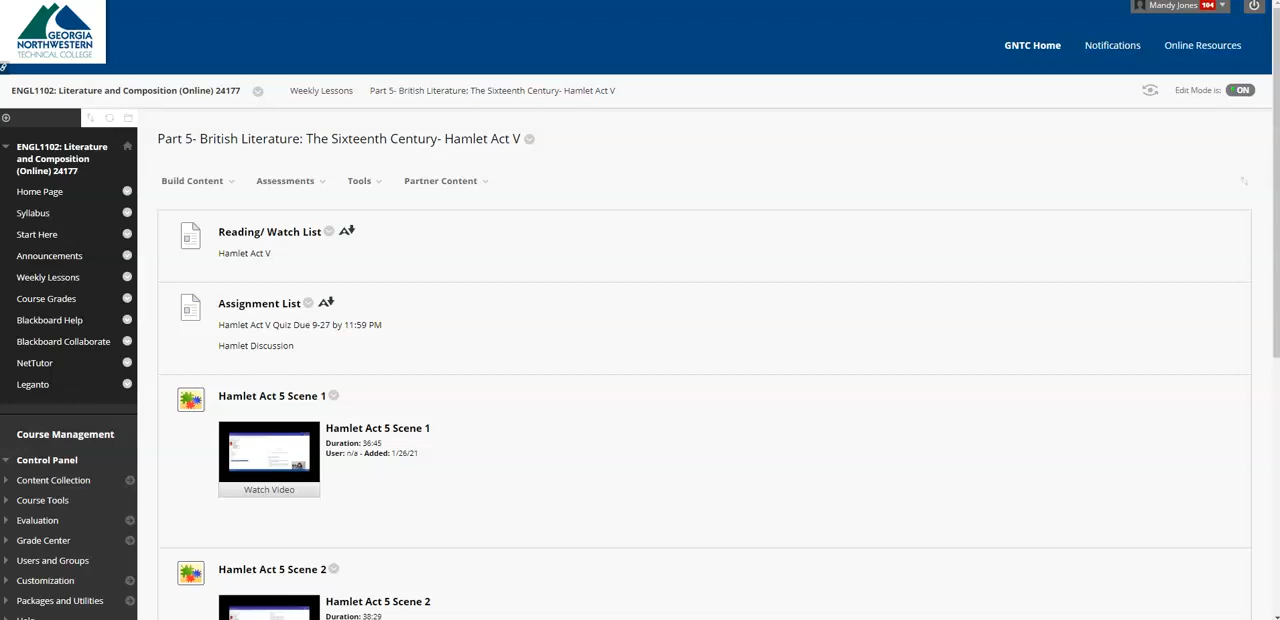 GEORGIA
NORTHWESTERN
TECHNICAL COLLEGE
Mandy Jones 104
GNTC Home Notifications Online Resources
ENGL1102: Literature and Composition (Online) 24177 Weekly Lessons Part 5- British Literature: The Sixteenth Century- Hamlet Act V Edit Mode is: ON
ENGL1102: Literature
and Composition
(Online) 24177
Home Page
Syllabus
Start Here
Announcements
Weekly Lessons
Course Grades
Blackboard Help
Blackboard Collaborate
NetTutor
Leganto
Course Management
Control Panel
Content Collection
Course Tools
Evaluation
Grade Center
Users and Groups
Customization
Packages and Utilities
Help
Part 5- British Literature: The Sixteenth Century- Hamlet Act V
Build Content Assessments Tools Partner Content
Reading/ Watch List
Hamlet Act V
Assignment List
Hamlet Act V Quiz Due 9-27 by 11:59 PM
Hamlet Discussion
Hamlet Act 5 Scene 1
Hamlet Act 5 Scene 1
Duration: 36:45
User: n/a - Added: 1/26/21
Watch Video
Hamlet Act 5 Scene 2
Hamlet Act 5 Scene 2
Duration: 38:29